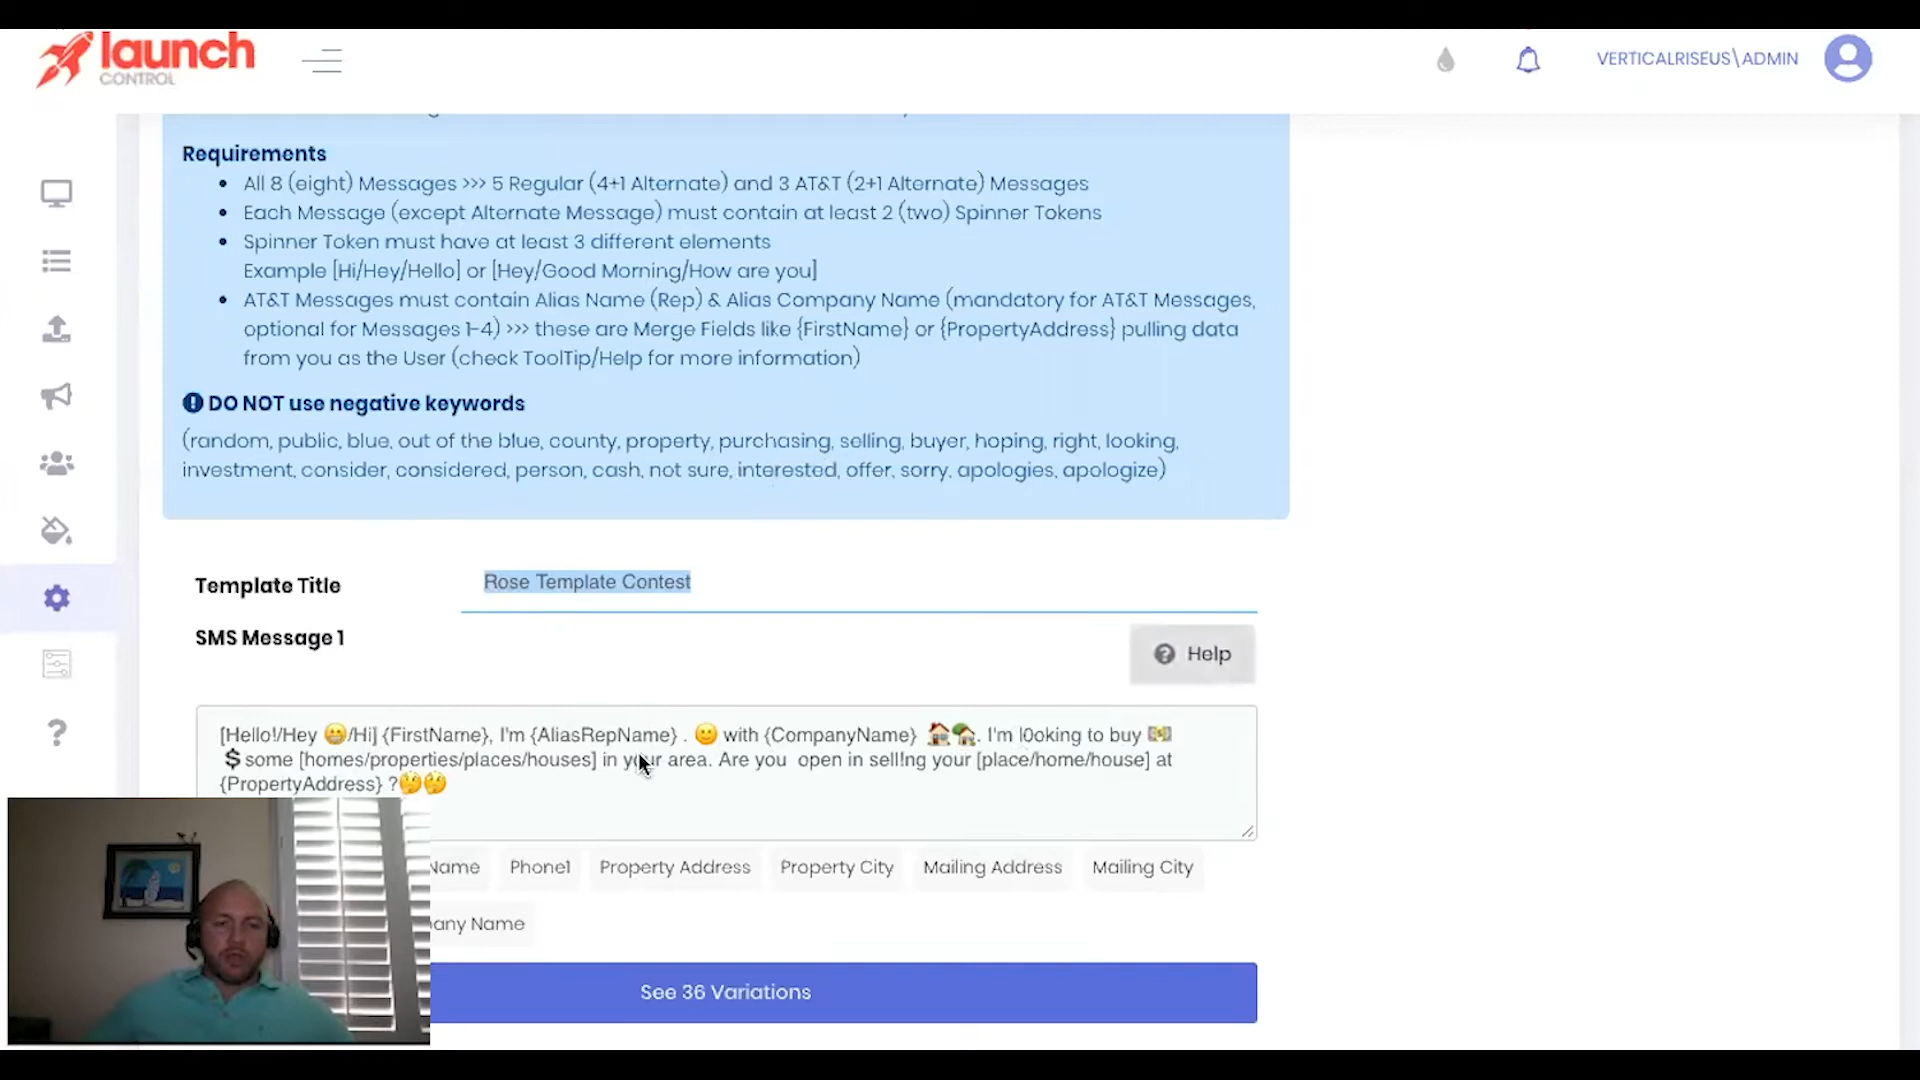 launch
CONTROL
VERTICALRISEUS\ADMIN
Requirements
All 8 (eight) Messages >>> 5 Regular (4+1 Alternate) and 3 AT&T (2+1 Alternate) Messages
Each Message (except Alternate Message) must contain at least 2 (two) Spinner Tokens
Spinner Token must have at least 3 different elements
Example [Hi/Hey/Hello] or [Hey/Good Morning/How are you]
AT&T Messages must contain Alias Name (Rep) & Alias Company Name (mandatory for AT&T Messages,
optional for Messages 1-4) >>> these are Merge Fields like {FirstName} or {PropertyAddress} pulling data
from you as the User (check ToolTip/Help for more information)
DO NOT use negative keywords
(random, public, blue, out of the blue, county, property, purchasing, selling, buyer, hoping, right, looking,
investment, consider, considered, person, cash, not sure, interested, offer, sorry, apologies, apologize)
Template Title
Rose Template Contest
SMS Message 1
Help
[Hello!/Hey 😬/Hi] {FirstName}, I'm {AliasRepName} . 🙂 with {CompanyName} 🏠🏡. I'm l0oking to buy 💵
💲some [homes/properties/places/houses] in your area. Are you open in sell!ng your [place/home/house] at
{PropertyAddress} ?🤔🤔
Name
Phone1
Property Address
Property City
Mailing Address
Mailing City
any Name
See 36 Variations